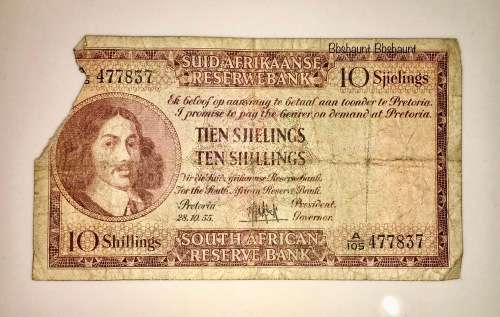 Bbshaunt Bbshaunt
477837
SUID-AFRIKAANSE
RESERWEBANK
10 Sjielings
Ek beloof op aanvraag te betaal aan toonder te Pretoria.
I promise to pay the bearer on demand at Pretoria.
TIEN SJIELINGS
TEN SHILLINGS
Vir die Suid-Afrikaanse Reserwebank.
For the South African Reserve Bank.
Pretoria President.
28.10.55. Governor.
10 Shillings
SOUTH AFRICAN
RESERVE BANK
A/105 477837